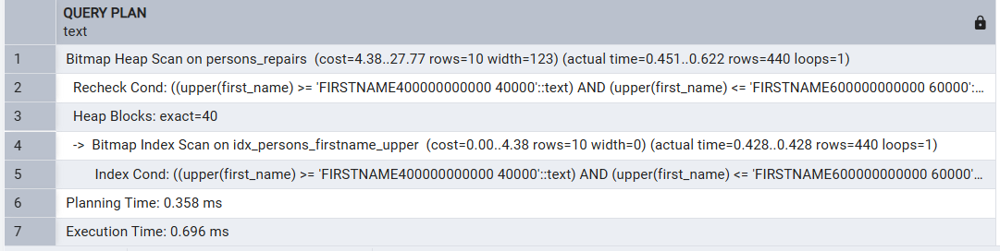 QUERY PLAN
text
1 Bitmap Heap Scan on persons_repairs (cost=4.38..27.77 rows=10 width=123) (actual time=0.451..0.622 rows=440 loops=1)
2 Recheck Cond: ((upper(first_name) >= 'FIRSTNAME400000000000 40000'::text) AND (upper(first_name) <= 'FIRSTNAME600000000000 60000':...
3 Heap Blocks: exact=40
4 -> Bitmap Index Scan on idx_persons_firstname_upper (cost=0.00..4.38 rows=10 width=0) (actual time=0.428..0.428 rows=440 loops=1)
5 Index Cond: ((upper(first_name) >= 'FIRSTNAME400000000000 40000'::text) AND (upper(first_name) <= 'FIRSTNAME600000000000 60000'...
6 Planning Time: 0.358 ms
7 Execution Time: 0.696 ms